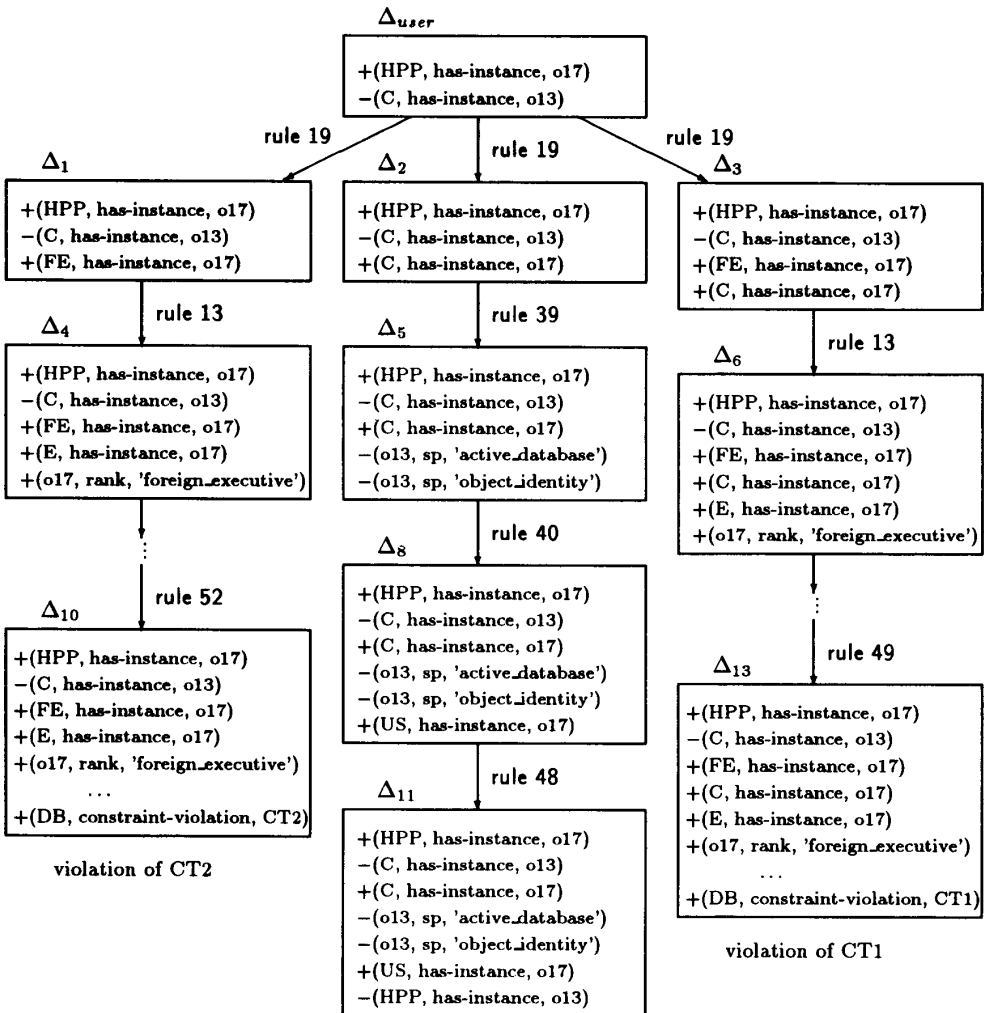 Δuser
+(HPP, has-instance, o17)
−(C, has-instance, o13)
rule 19
rule 19
rule 19
Δ1
+(HPP, has-instance, o17)
−(C, has-instance, o13)
+(FE, has-instance, o17)
Δ2
+(HPP, has-instance, o17)
−(C, has-instance, o13)
+(C, has-instance, o17)
Δ3
+(HPP, has-instance, o17)
−(C, has-instance, o13)
+(FE, has-instance, o17)
+(C, has-instance, o17)
rule 13
rule 39
rule 13
Δ4
+(HPP, has-instance, o17)
−(C, has-instance, o13)
+(FE, has-instance, o17)
+(E, has-instance, o17)
+(o17, rank, 'foreign_executive')
⋮
Δ5
+(HPP, has-instance, o17)
−(C, has-instance, o13)
+(C, has-instance, o17)
−(o13, sp, 'active_database')
−(o13, sp, 'object_identity')
Δ6
+(HPP, has-instance, o17)
−(C, has-instance, o13)
+(FE, has-instance, o17)
+(C, has-instance, o17)
+(E, has-instance, o17)
+(o17, rank, 'foreign_executive')
⋮
rule 52
rule 40
rule 49
Δ10
+(HPP, has-instance, o17)
−(C, has-instance, o13)
+(FE, has-instance, o17)
+(E, has-instance, o17)
+(o17, rank, 'foreign_executive')
...
+(DB, constraint-violation, CT2)
violation of CT2
Δ8
+(HPP, has-instance, o17)
−(C, has-instance, o13)
+(C, has-instance, o17)
−(o13, sp, 'active_database')
−(o13, sp, 'object_identity')
+(US, has-instance, o17)
rule 48
Δ11
+(HPP, has-instance, o17)
−(C, has-instance, o13)
+(C, has-instance, o17)
−(o13, sp, 'active_database')
−(o13, sp, 'object_identity')
+(US, has-instance, o17)
−(HPP, has-instance, o13)
Δ13
+(HPP, has-instance, o17)
−(C, has-instance, o13)
+(FE, has-instance, o17)
+(C, has-instance, o17)
+(E, has-instance, o17)
+(o17, rank, 'foreign_executive')
...
+(DB, constraint-violation, CT1)
violation of CT1